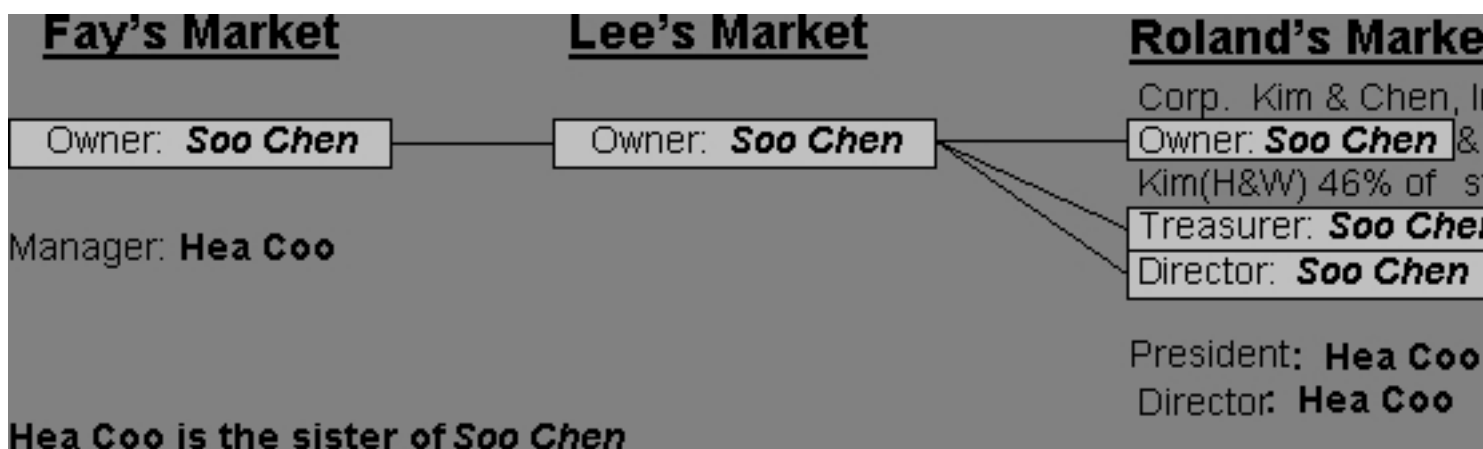 Fay's Market
Lee's Market
Roland's Marke
Corp. Kim & Chen, I
Owner: Soo Chen
Owner: Soo Chen
Owner: Soo Chen &
Kim(H&W) 46% of s
Treasurer: Soo Che
Director: Soo Chen
Manager: Hea Coo
President: Hea Coo
Director: Hea Coo
Hea Coo is the sister of Soo Chen